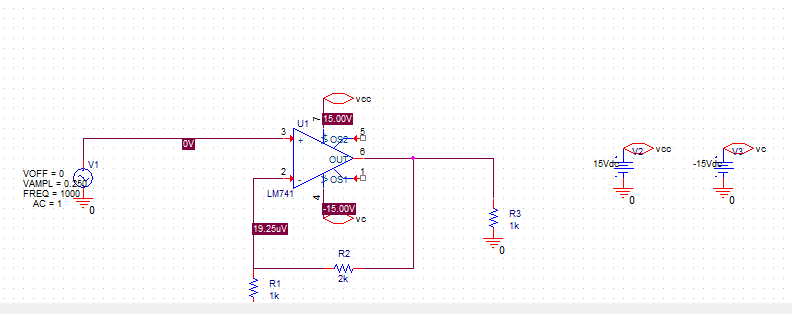 vcc
U1
7
15.00V
3
+
OS2
5
0V
6
OUT
2
-
OS1
1
LM741
4
-15.00V
vc
V1
VOFF = 0
VAMPL = 0.250
FREQ = 1000
AC = 1
0
19.25uV
R2
2k
R1
1k
R3
1k
0
V2
vcc
15Vdc
0
V3
vc
-15Vdc
0